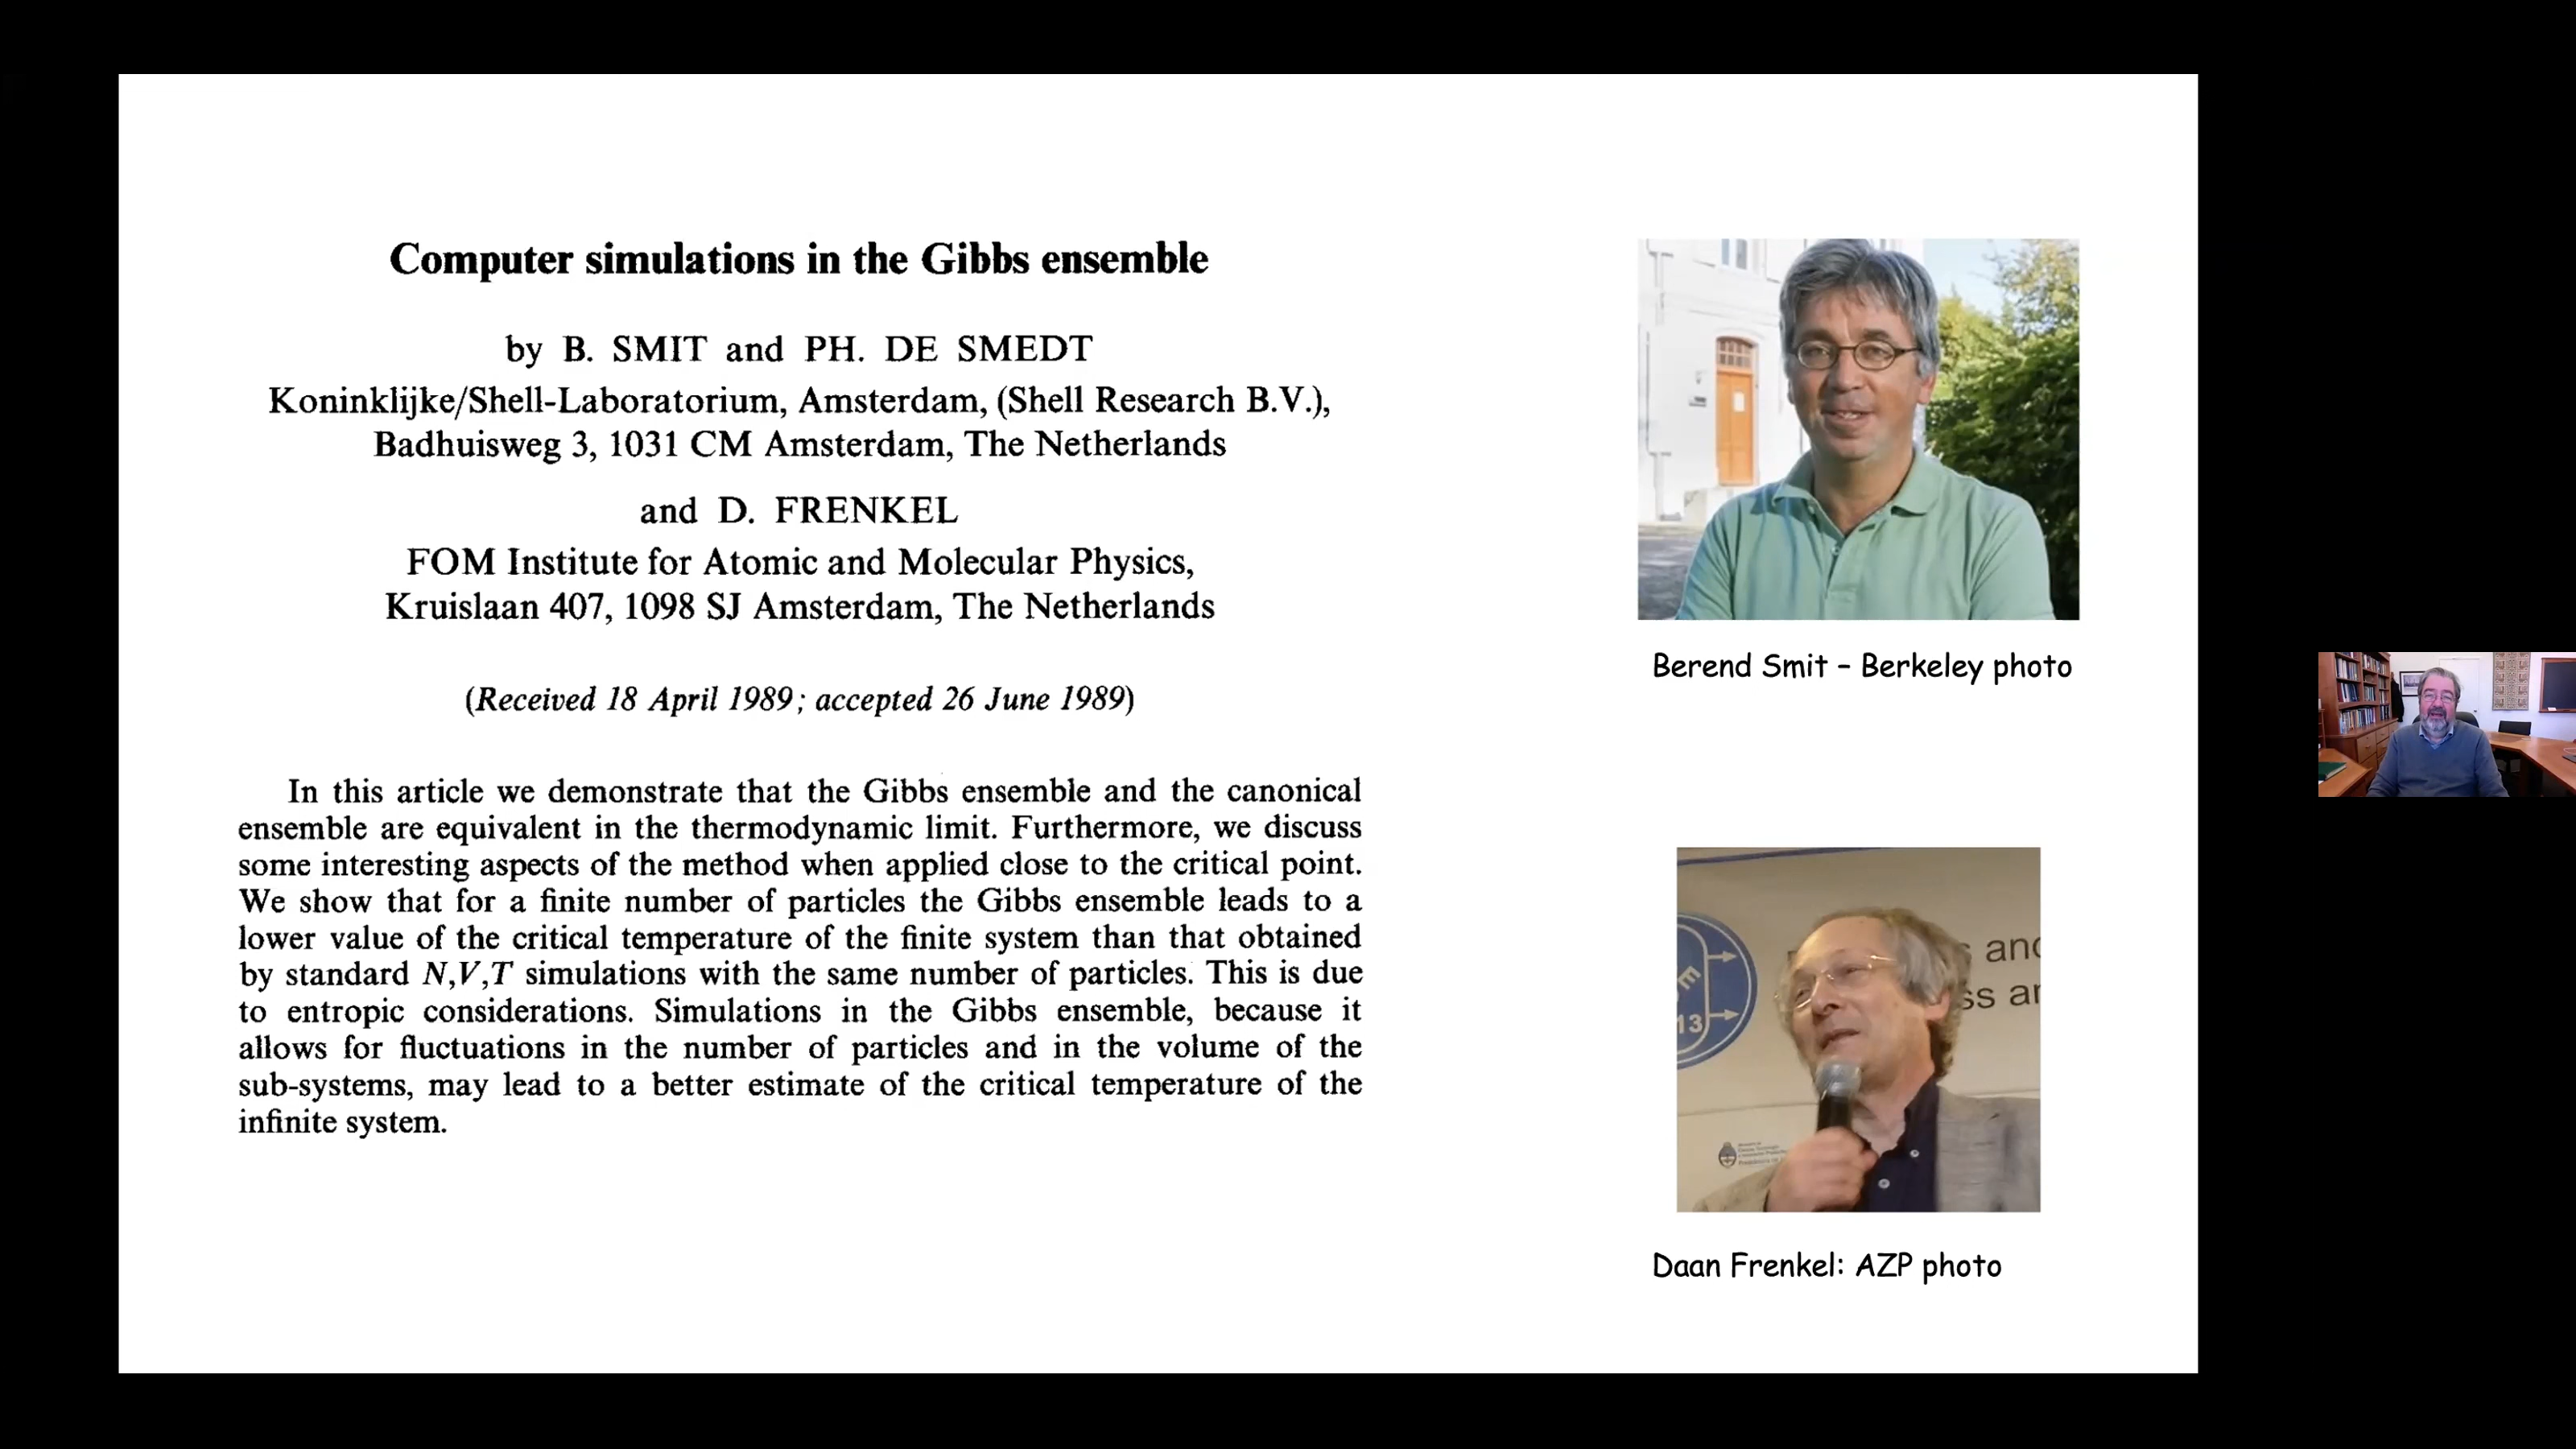 Computer simulations in the Gibbs ensemble
by B. SMIT and PH. DE SMEDT
Koninklijke/Shell-Laboratorium, Amsterdam, (Shell Research B.V.),
Badhuisweg 3, 1031 CM Amsterdam, The Netherlands
and D. FRENKEL
FOM Institute for Atomic and Molecular Physics,
Kruislaan 407, 1098 SJ Amsterdam, The Netherlands
(Received 18 April 1989; accepted 26 June 1989)
In this article we demonstrate that the Gibbs ensemble and the canonical
ensemble are equivalent in the thermodynamic limit. Furthermore, we discuss
some interesting aspects of the method when applied close to the critical point.
We show that for a finite number of particles the Gibbs ensemble leads to a
lower value of the critical temperature of the finite system than that obtained
by standard N,V,T simulations with the same number of particles. This is due
to entropic considerations. Simulations in the Gibbs ensemble, because it
allows for fluctuations in the number of particles and in the volume of the
sub-systems, may lead to a better estimate of the critical temperature of the
infinite system.
Berend Smit – Berkeley photo
and
ss ar
E
13
Daan Frenkel: AZP photo